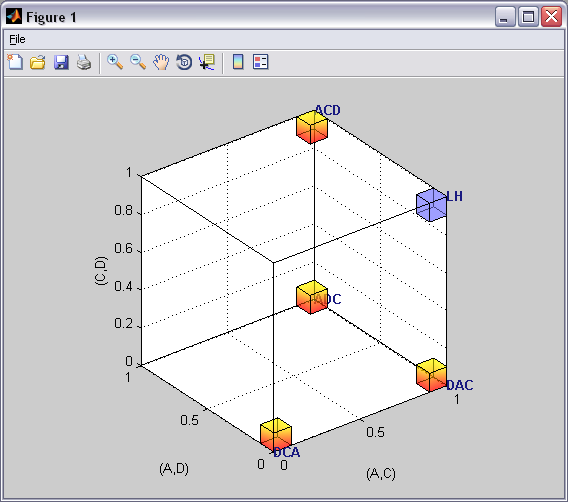 Figure 1
File
ACD
1
LH
0.8
0.6
(C,D)
0.4
ADC
0.2
0
1
DAC
1
0.5
0.5
DCA
0 0
(A,D)
(A,C)